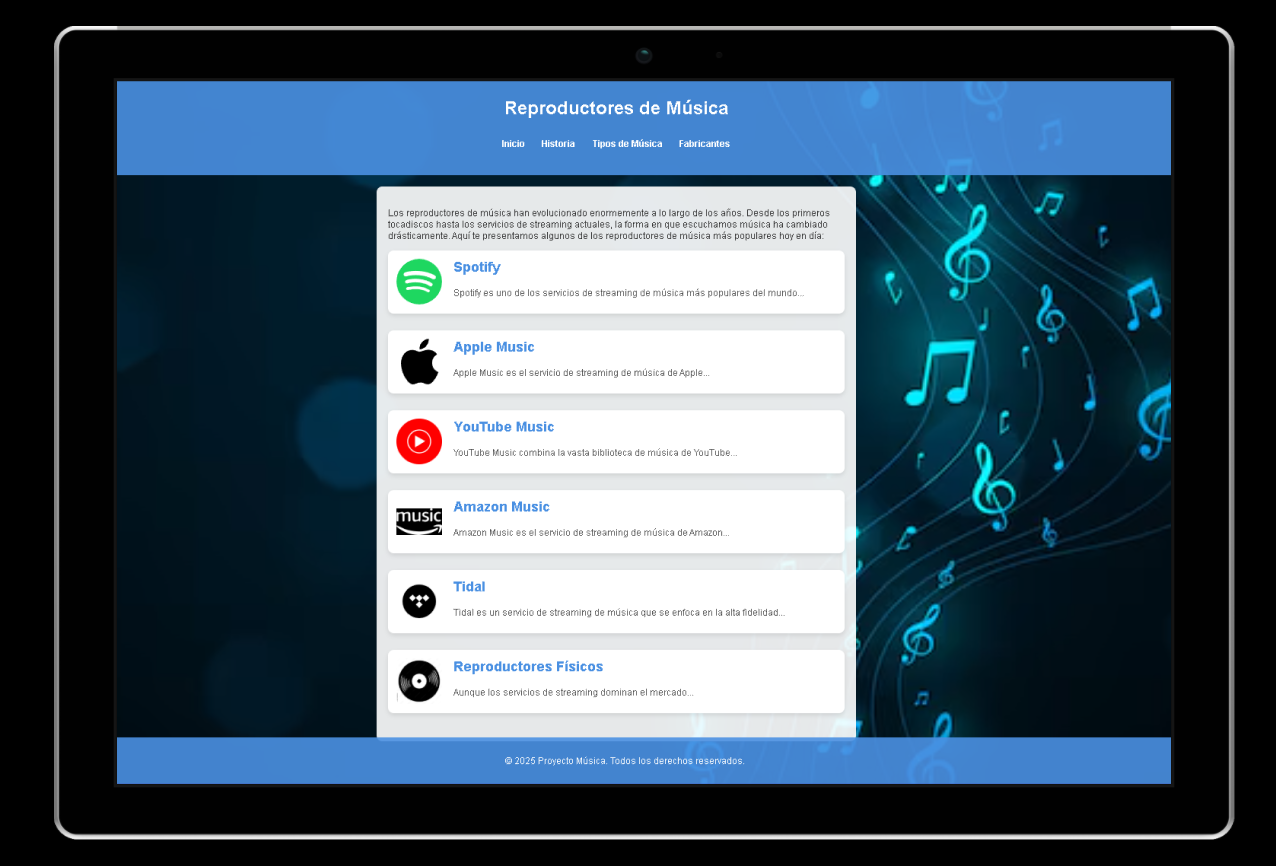 Reproductores de Música
Inicio Historia Tipos de Música Fabricantes
Los reproductores de música han evolucionado enormemente a lo largo de los años. Desde los primeros
tocadiscos hasta los servicios de streaming actuales, la forma en que escuchamos música ha cambiado
drásticamente. Aquí te presentamos algunos de los reproductores de música más populares hoy en día:
Spotify
Spotify es uno de los servicios de streaming de música más populares del mundo...
Apple Music
Apple Music es el servicio de streaming de música de Apple...
YouTube Music
YouTube Music combina la vasta biblioteca de música de YouTube...
music
Amazon Music
Amazon Music es el servicio de streaming de música de Amazon...
Tidal
Tidal es un servicio de streaming de música que se enfoca en la alta fidelidad...
Reproductores Físicos
Aunque los servicios de streaming dominan el mercado...
© 2025 Proyecto Música. Todos los derechos reservados.